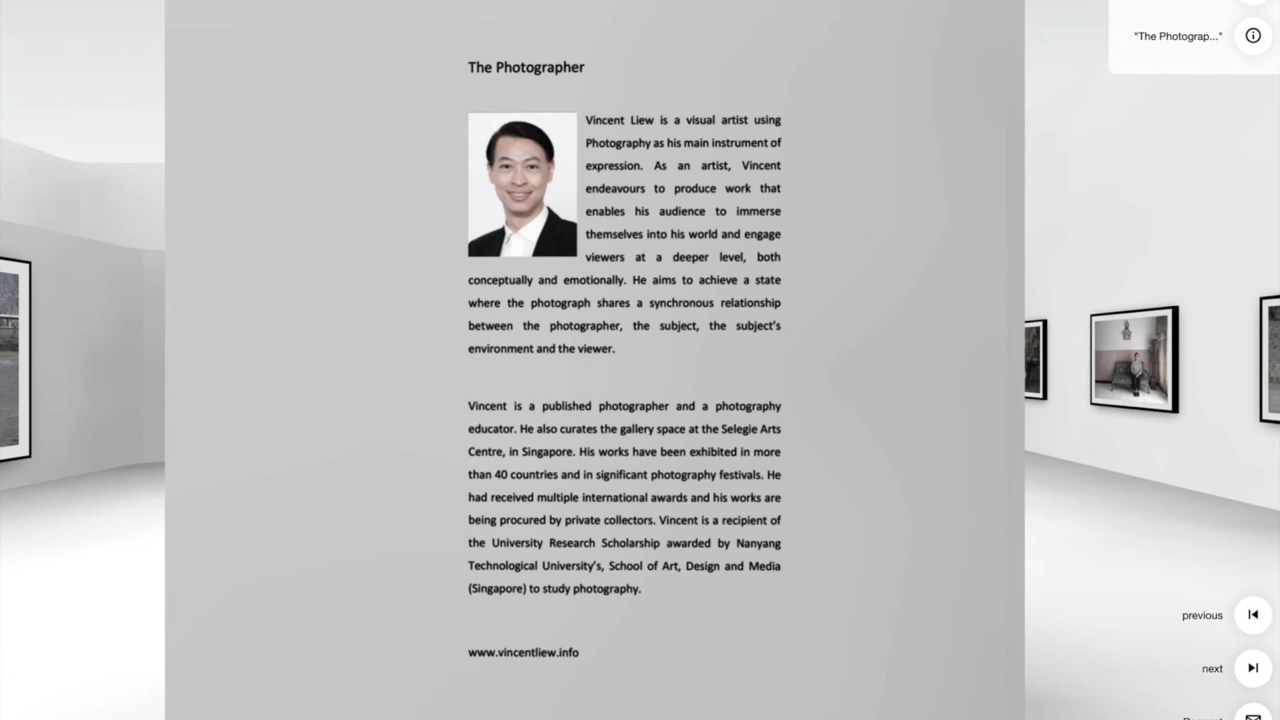 "The Photograp..."
The Photographer
Vincent Liew is a visual artist using
Photography as his main instrument of
expression. As an artist, Vincent
endeavours to produce work that
enables his audience to immerse
themselves into his world and engage
viewers at a deeper level, both
conceptually and emotionally. He aims to achieve a state
where the photograph shares a synchronous relationship
between the photographer, the subject, the subject's
environment and the viewer.
Vincent is a published photographer and a photography
educator. He also curates the gallery space at the Selegie Arts
Centre, in Singapore. His works have been exhibited in more
than 40 countries and in significant photography festivals. He
had received multiple international awards and his works are
being procured by private collectors. Vincent is a recipient of
the University Research Scholarship awarded by Nanyang
Technological University's, School of Art, Design and Media
(Singapore) to study photography.
www.vincentliew.info
previous
next